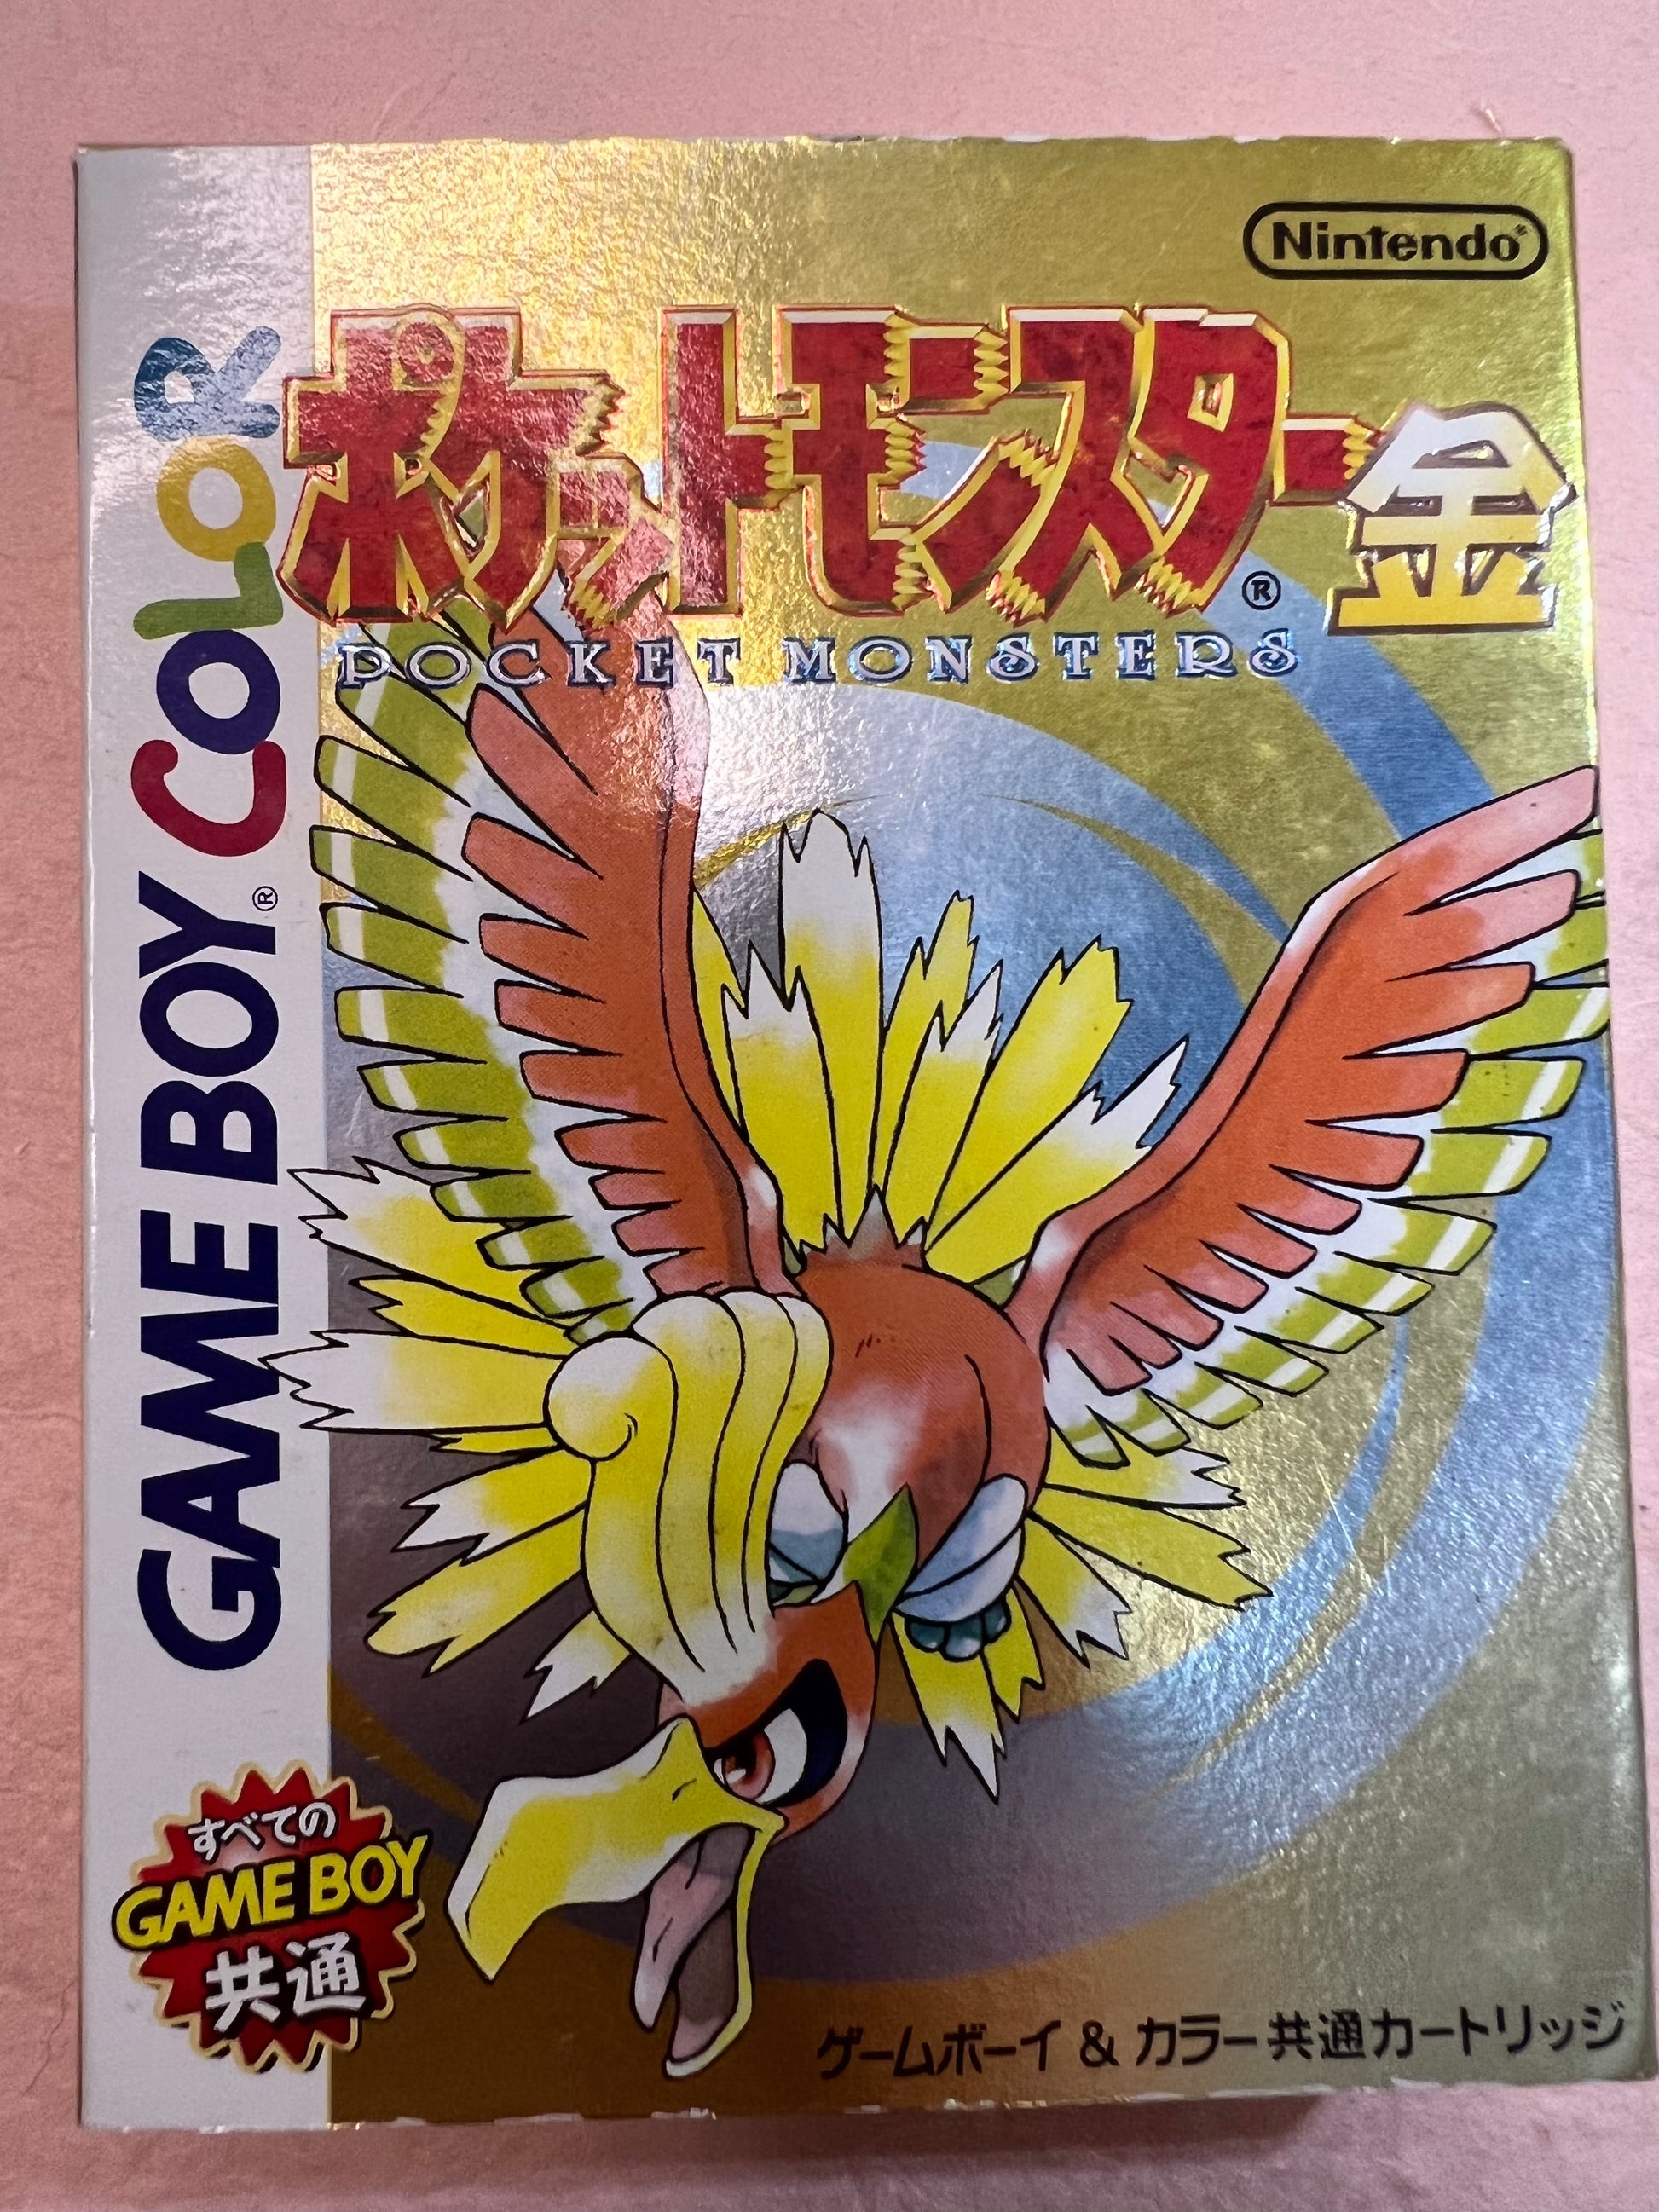 Nintendo®
ポケットモンスター金
®
POCKET MONSTERS
GAME BOY® COLOR
すべての
GAME BOY
共通
ゲームボーイ & カラー共通カートリッジ